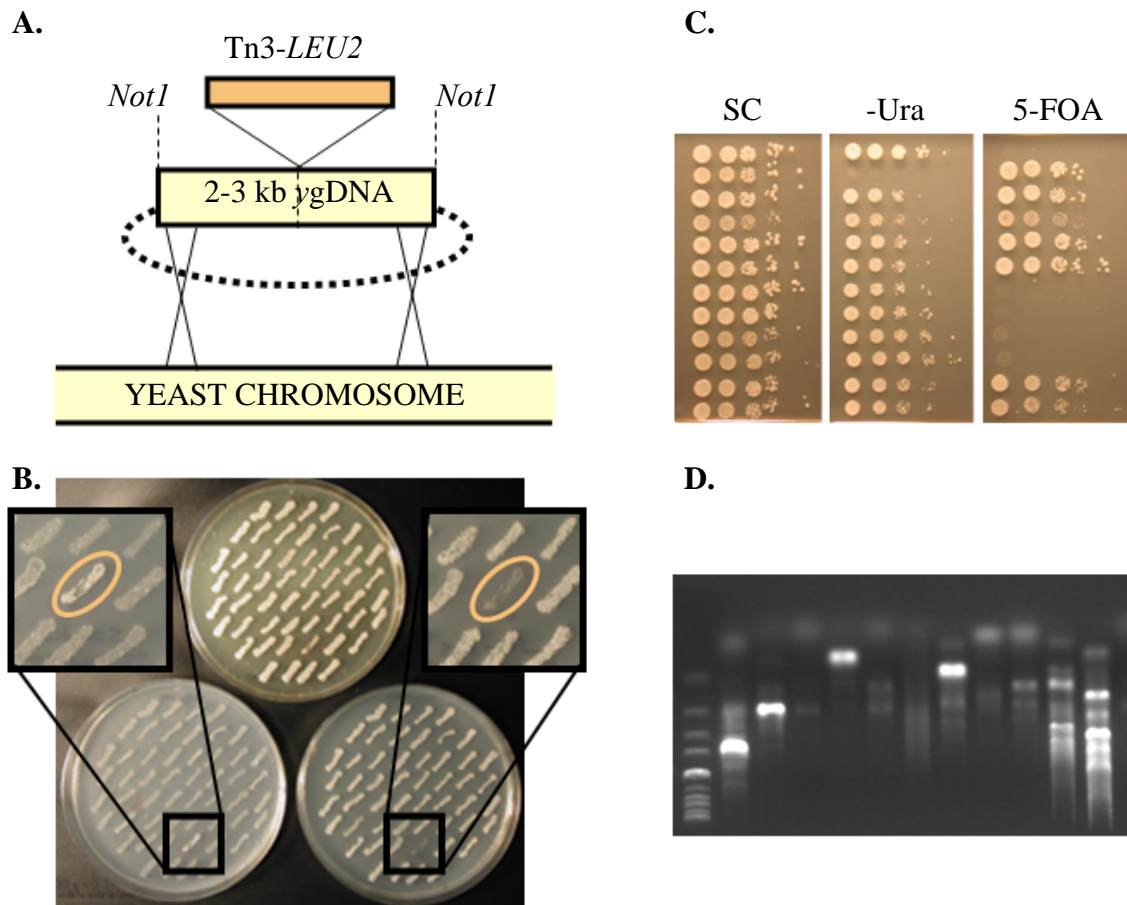 A.
Tn3-LEU2
Not1 Not1
2-3 kb ygDNA
YEAST CHROMOSOME
B.
C.
SC -Ura 5-FOA
D.